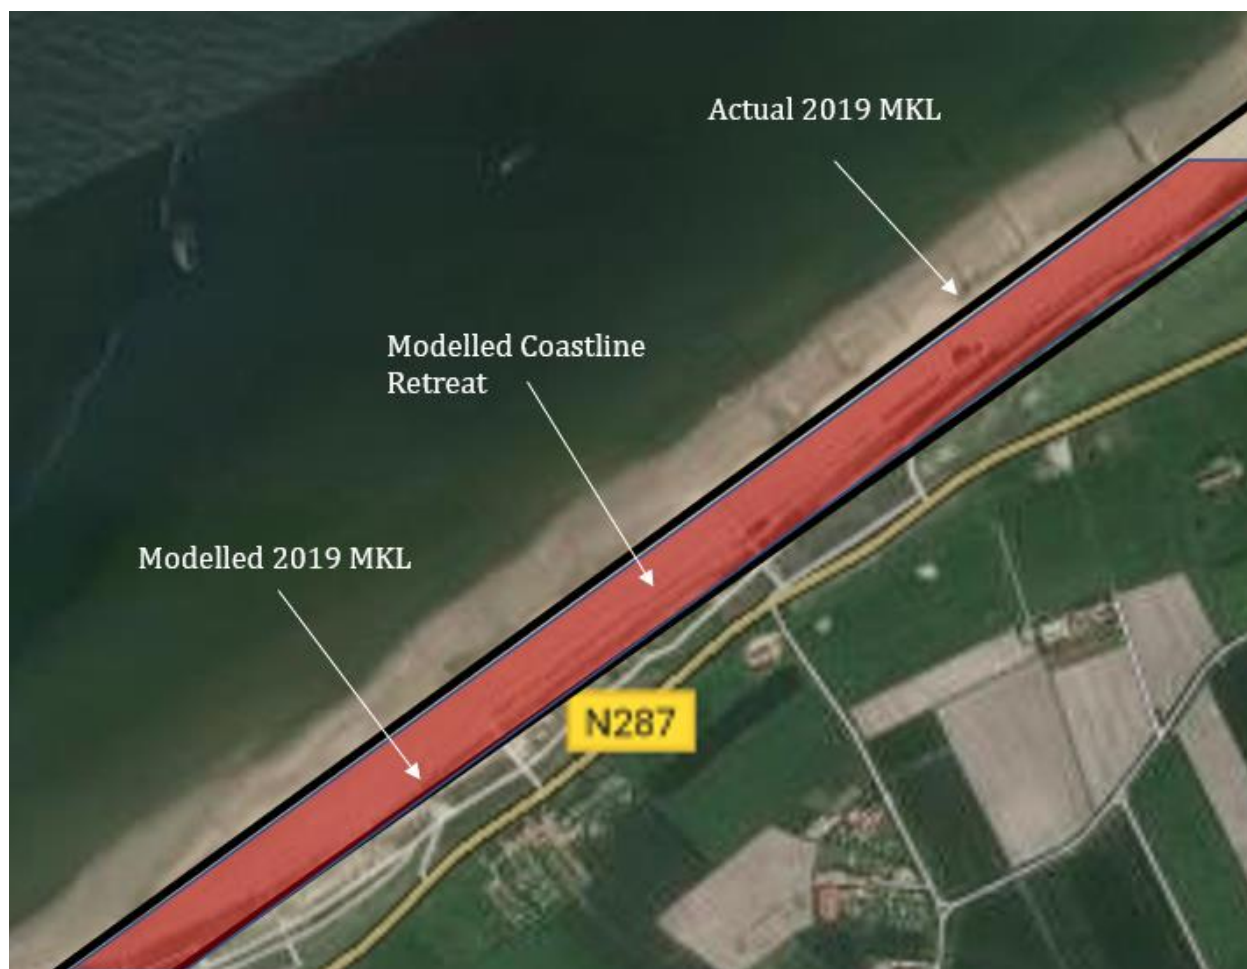 Actual 2019 MKL
Modelled Coastline
Retreat
Modelled 2019 MKL
N287